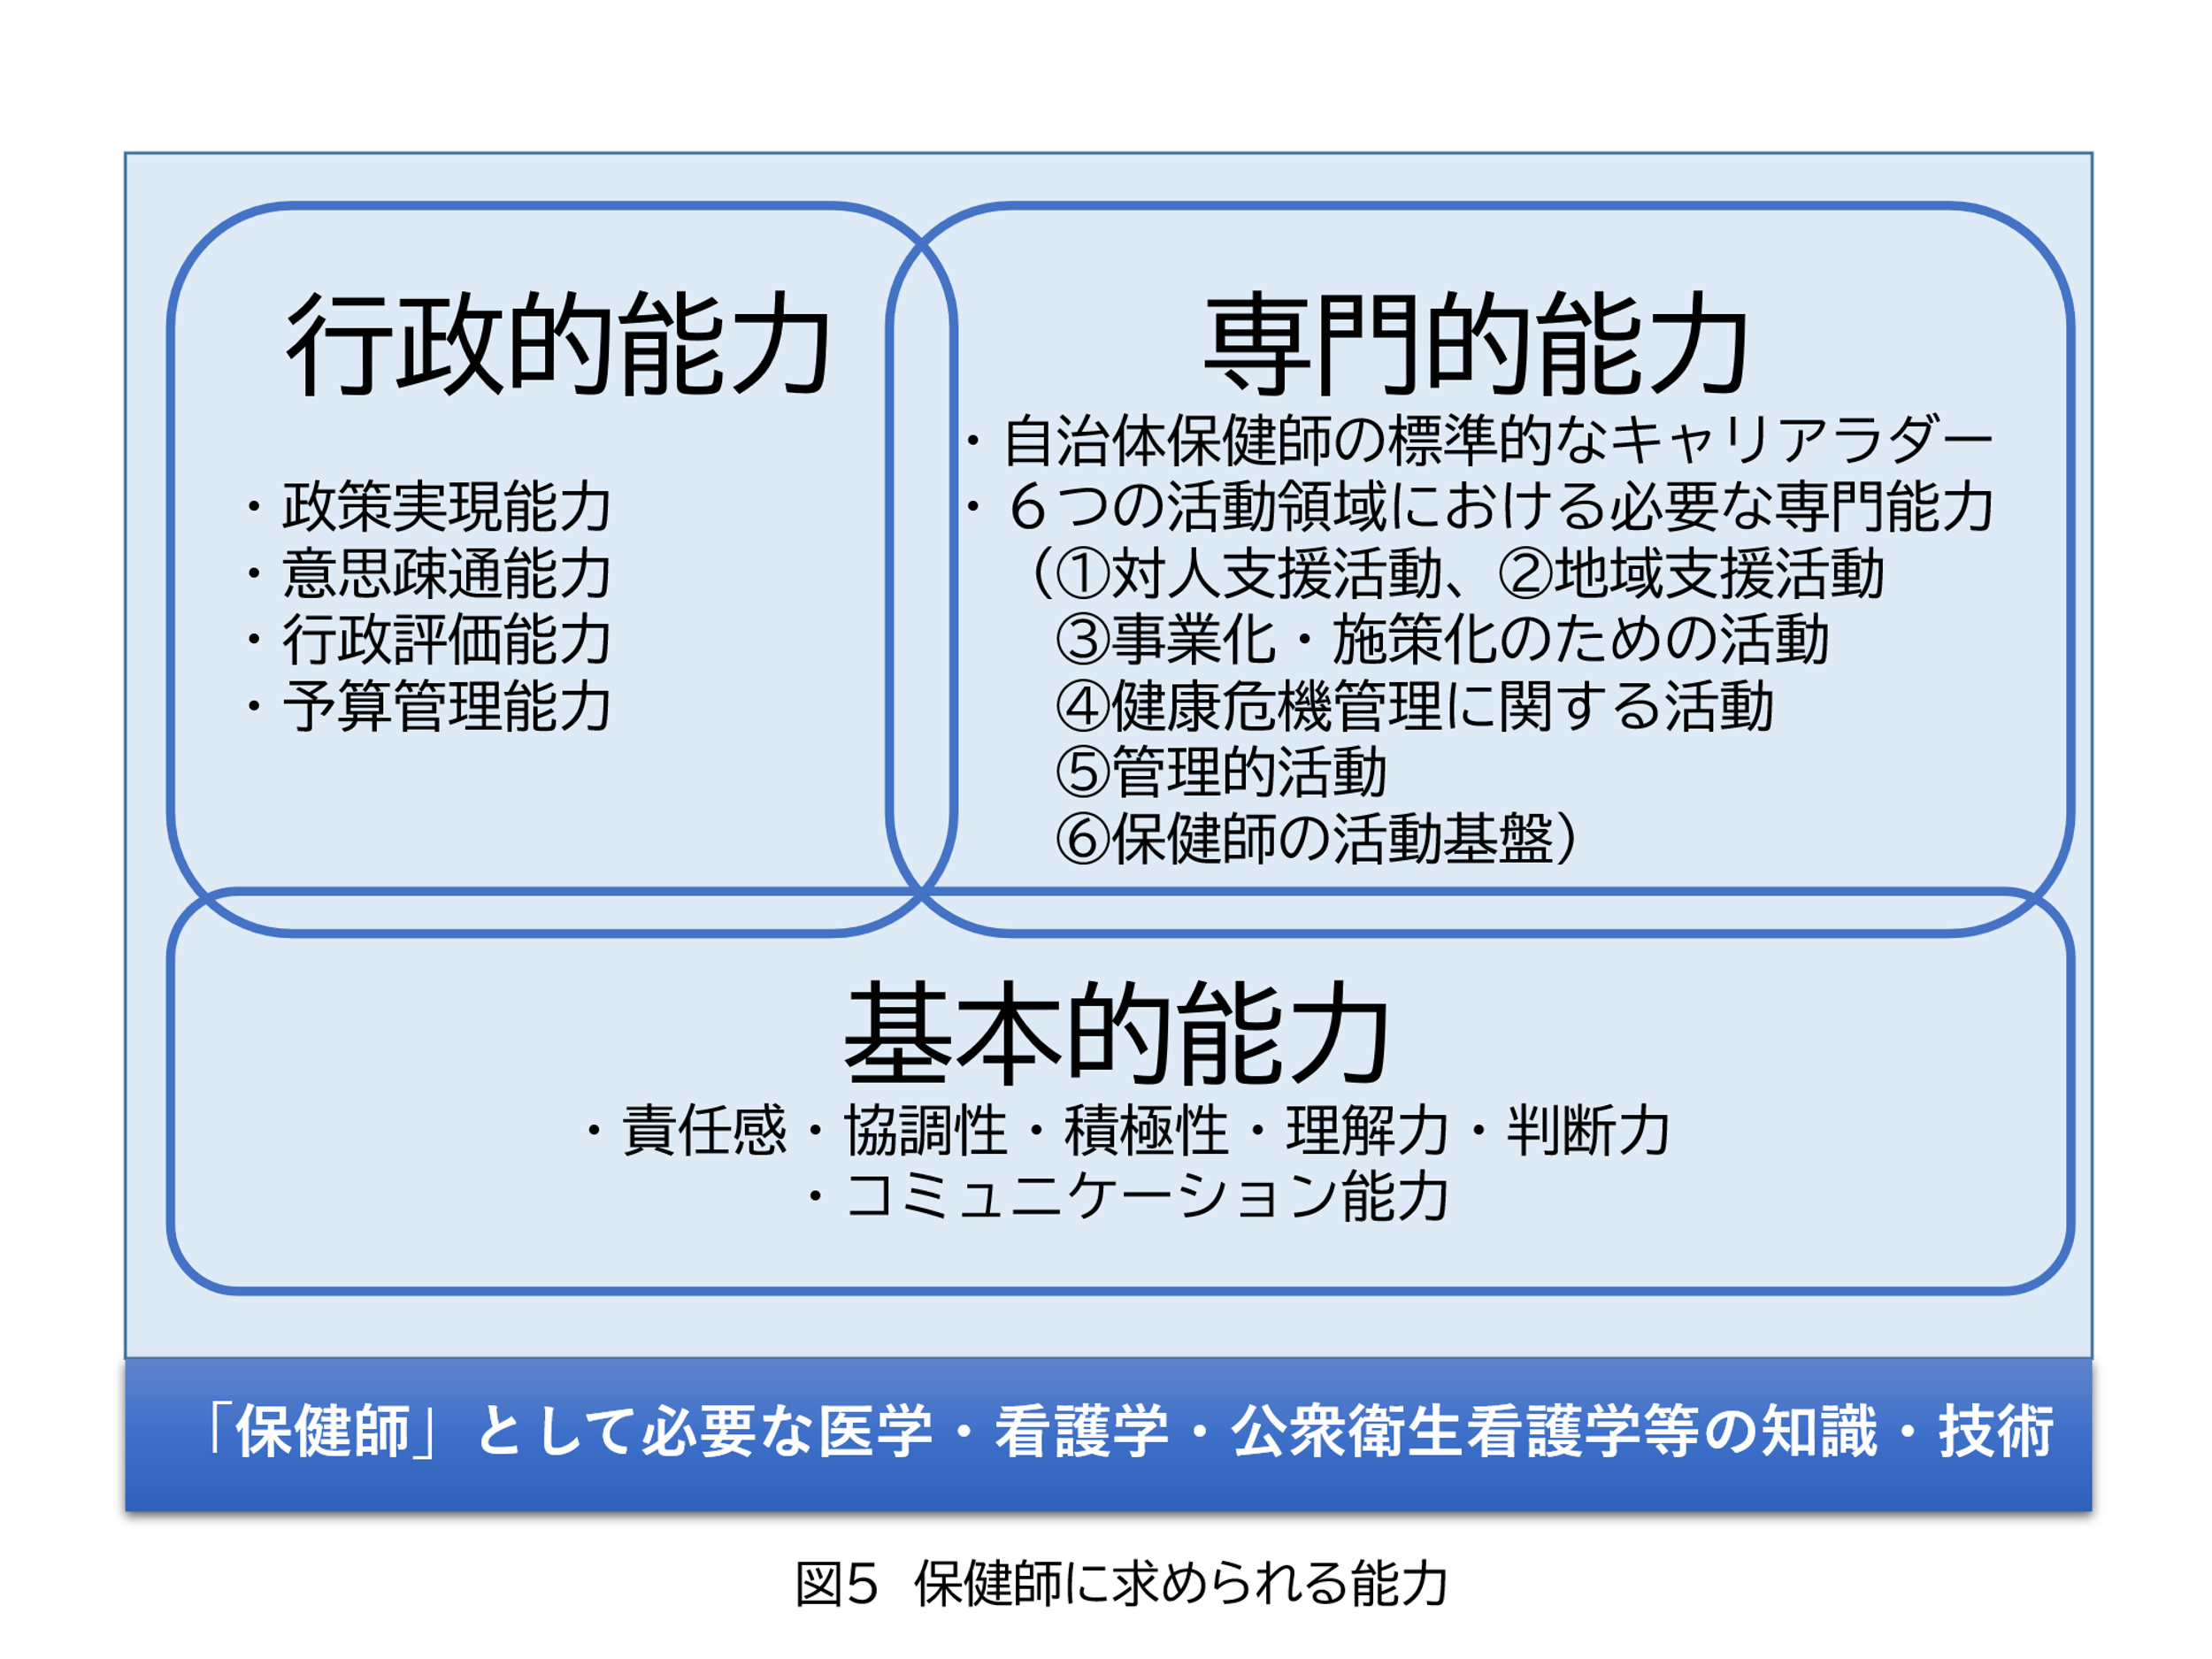 行政的能力
・政策実現能力
・意思疎通能力
・行政評価能力
・予算管理能力
専門的能力
・自治体保健師の標準的なキャリアラダー
・６つの活動領域における必要な専門能力
（①対人支援活動、②地域支援活動
③事業化・施策化のための活動
④健康危機管理に関する活動
⑤管理的活動
⑥保健師の活動基盤）
基本的能力
・責任感・協調性・積極性・理解力・判断力
・コミュニケーション能力
「保健師」として必要な医学・看護学・公衆衛生看護学等の知識・技術
図5 保健師に求められる能力